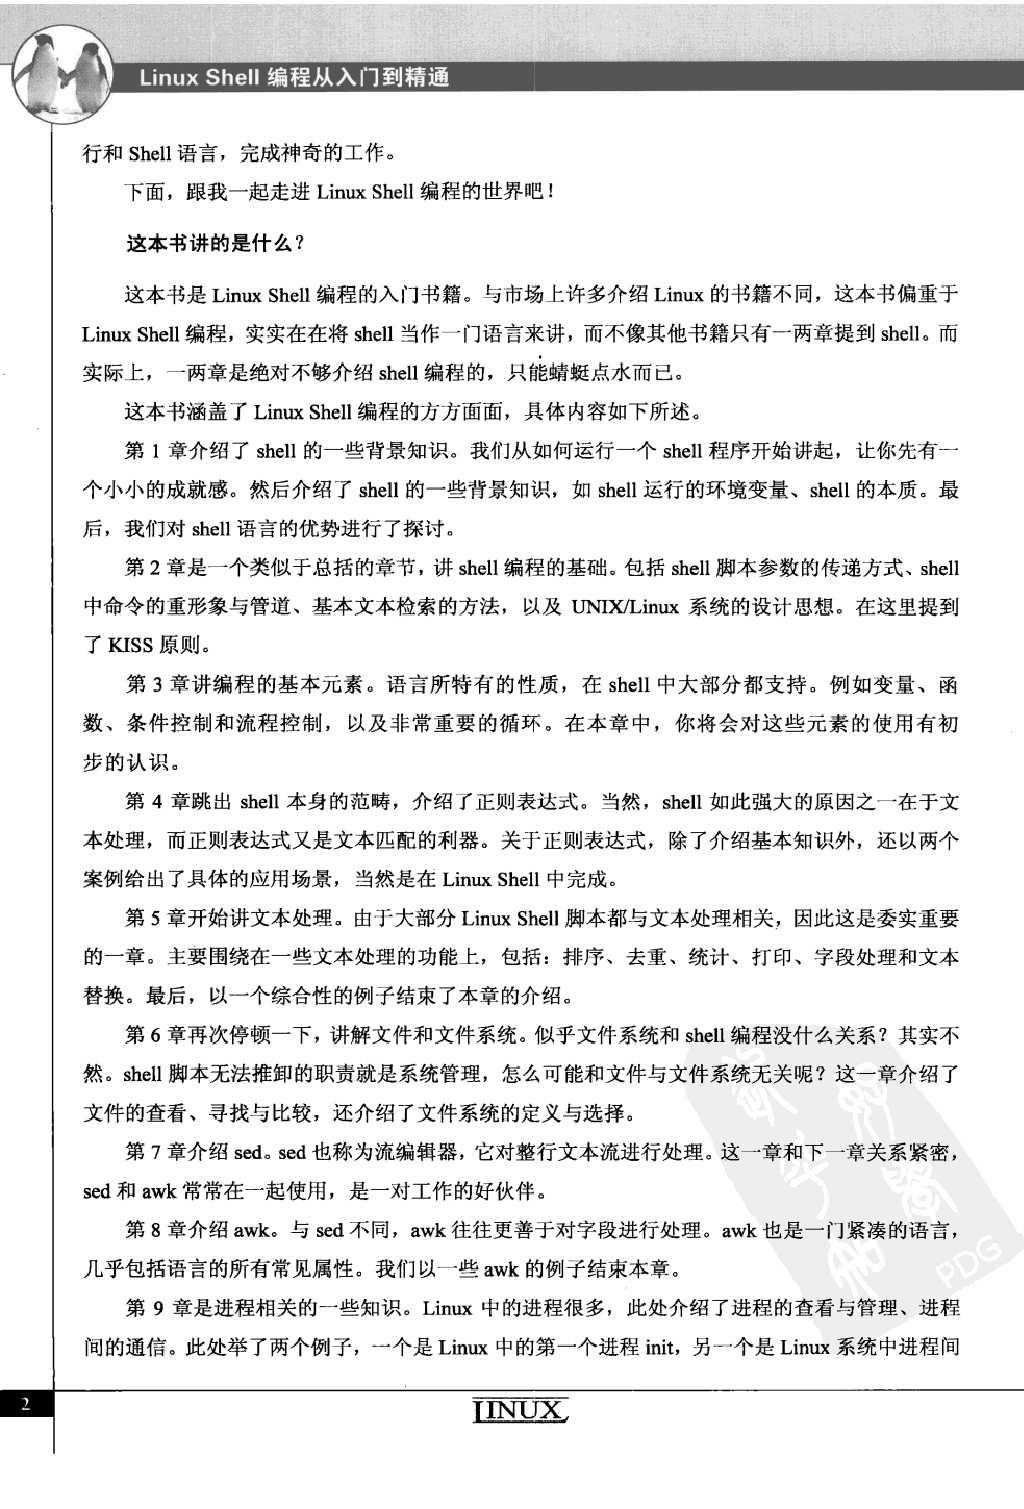 Linux Shell 编程从入门到精通
行和 Shell 语言，完成神奇的工作。
下面，跟我一起走进 Linux Shell 编程的世界吧！
这本书讲的是什么？
这本书是 Linux Shell 编程的入门书籍。与市场上许多介绍 Linux 的书籍不同，这本书偏重于
Linux Shell 编程，实实在在将 shell 当作一门语言来讲，而不像其他书籍只有一两章提到 shell。而
实际上，一两章是绝对不够介绍 shell 编程的，只能蜻蜓点水而已。
这本书涵盖了 Linux Shell 编程的方方面面，具体内容如下所述。
第 1 章介绍了 shell 的一些背景知识。我们从如何运行一个 shell 程序开始讲起，让你先有一
个小小的成就感。然后介绍了 shell 的一些背景知识，如 shell 运行的环境变量、shell 的本质。最
后，我们对 shell 语言的优势进行了探讨。
第 2 章是一个类似于总括的章节，讲 shell 编程的基础。包括 shell 脚本参数的传递方式、shell
中命令的重形象与管道、基本文本检索的方法，以及 UNIX/Linux 系统的设计思想。在这里提到
了 KISS 原则。
第 3 章讲编程的基本元素。语言所特有的性质，在 shell 中大部分都支持。例如变量、函
数、条件控制和流程控制，以及非常重要的循环。在本章中，你将会对这些元素的使用有初
步的认识。
第 4 章跳出 shell 本身的范畴，介绍了正则表达式。当然，shell 如此强大的原因之一在于文
本处理，而正则表达式又是文本匹配的利器。关于正则表达式，除了介绍基本知识外，还以两个
案例给出了具体的应用场景，当然是在 Linux Shell 中完成。
第 5 章开始讲文本处理。由于大部分 Linux Shell 脚本都与文本处理相关，因此这是委实重要
的一章。主要围绕在一些文本处理的功能上，包括：排序、去重、统计、打印、字段处理和文本
替换。最后，以一个综合性的例子结束了本章的介绍。
第 6 章再次停顿一下，讲解文件和文件系统。似乎文件系统和 shell 编程没什么关系？其实不
然。shell 脚本无法推卸的职责就是系统管理，怎么可能和文件与文件系统无关呢？这一章介绍了
文件的查看、寻找与比较，还介绍了文件系统的定义与选择。
第 7 章介绍 sed。sed 也称为流编辑器，它对整行文本流进行处理。这一章和下一章关系紧密，
sed 和 awk 常常在一起使用，是一对工作的好伙伴。
第 8 章介绍 awk。与 sed 不同，awk 往往更善于对字段进行处理。awk 也是一门紧凑的语言，
几乎包括语言的所有常见属性。我们以一些 awk 的例子结束本章。
PDG
第 9 章是进程相关的一些知识。Linux 中的进程很多，此处介绍了进程的查看与管理、进程
间的通信。此处举了两个例子，一个是 Linux 中的第一个进程 init，另一个是 Linux 系统中进程间
2
LINUX